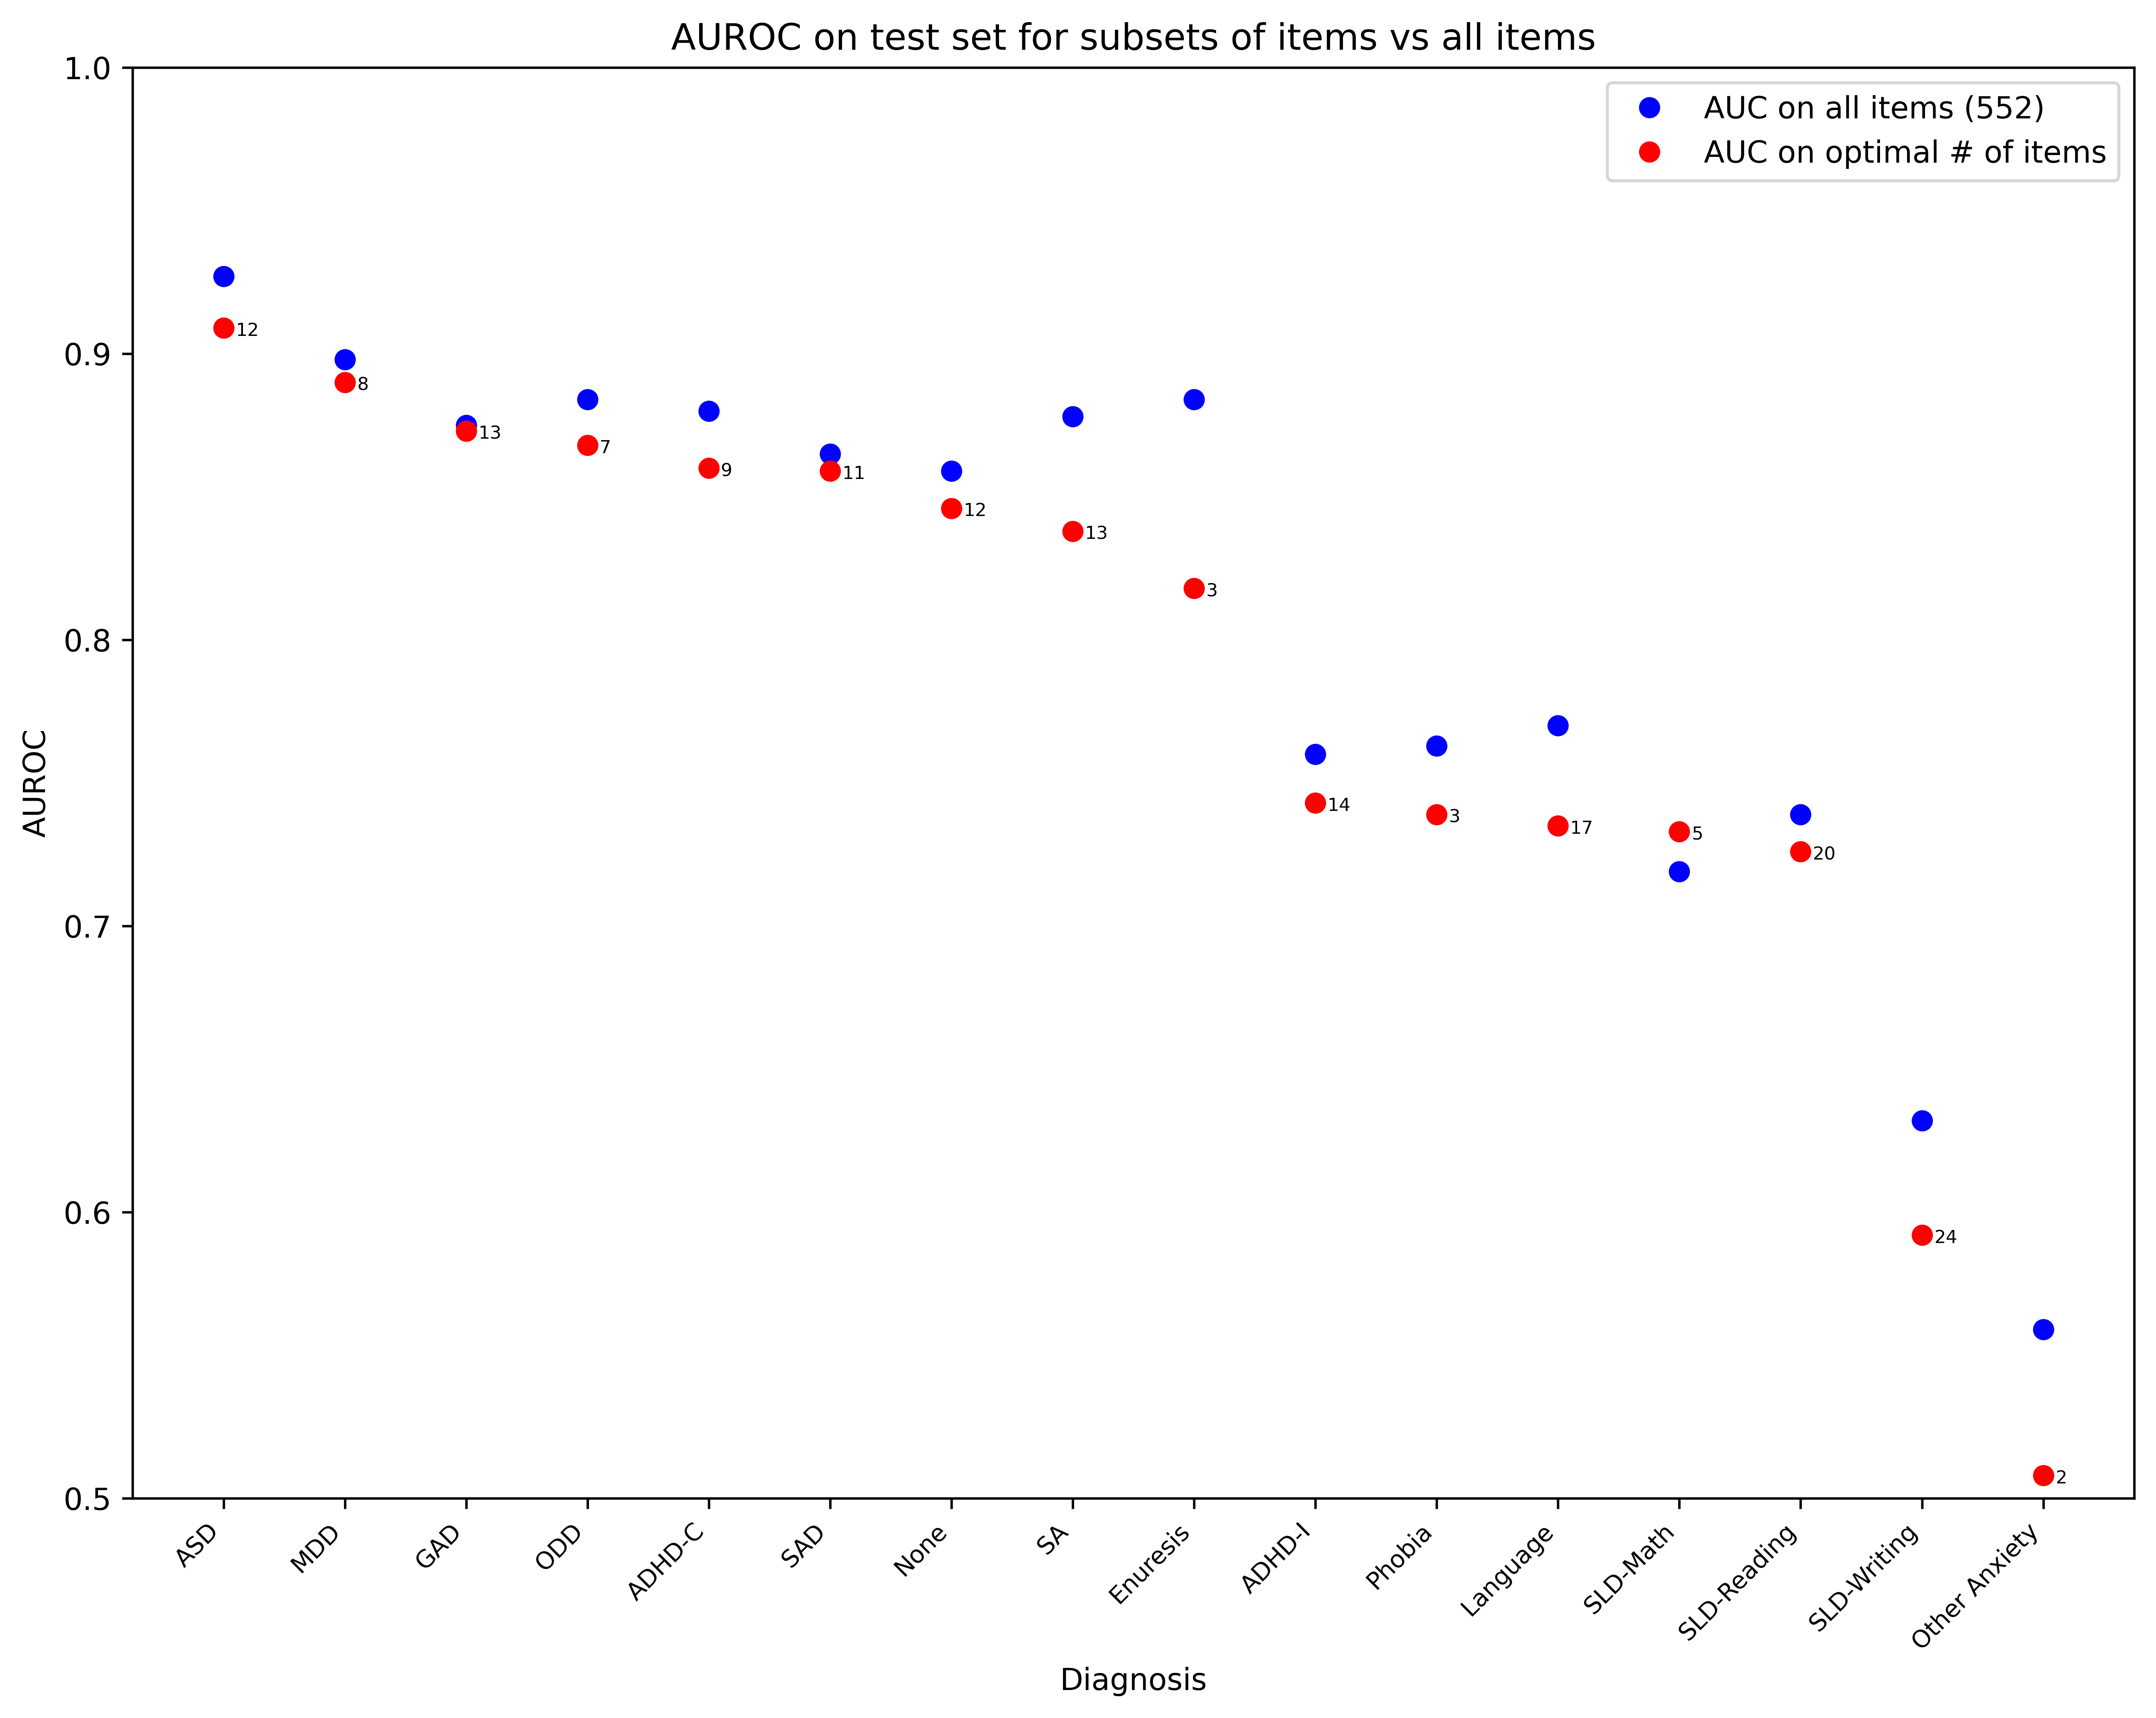 AUROC on test set for subsets of items vs all items
AUC on all items (552)
AUC on optimal # of items
AUROC
1.0
0.9
0.8
0.7
0.6
0.5
12
8
13
7
9
11
12
13
3
14
3
17
5
20
24
2
ASD
MDD
GAD
ODD
ADHD-C
SAD
None
SA
Enuresis
ADHD-I
Phobia
Language
SLD-Math
SLD-Reading
SLD-Writing
Other Anxiety
Diagnosis